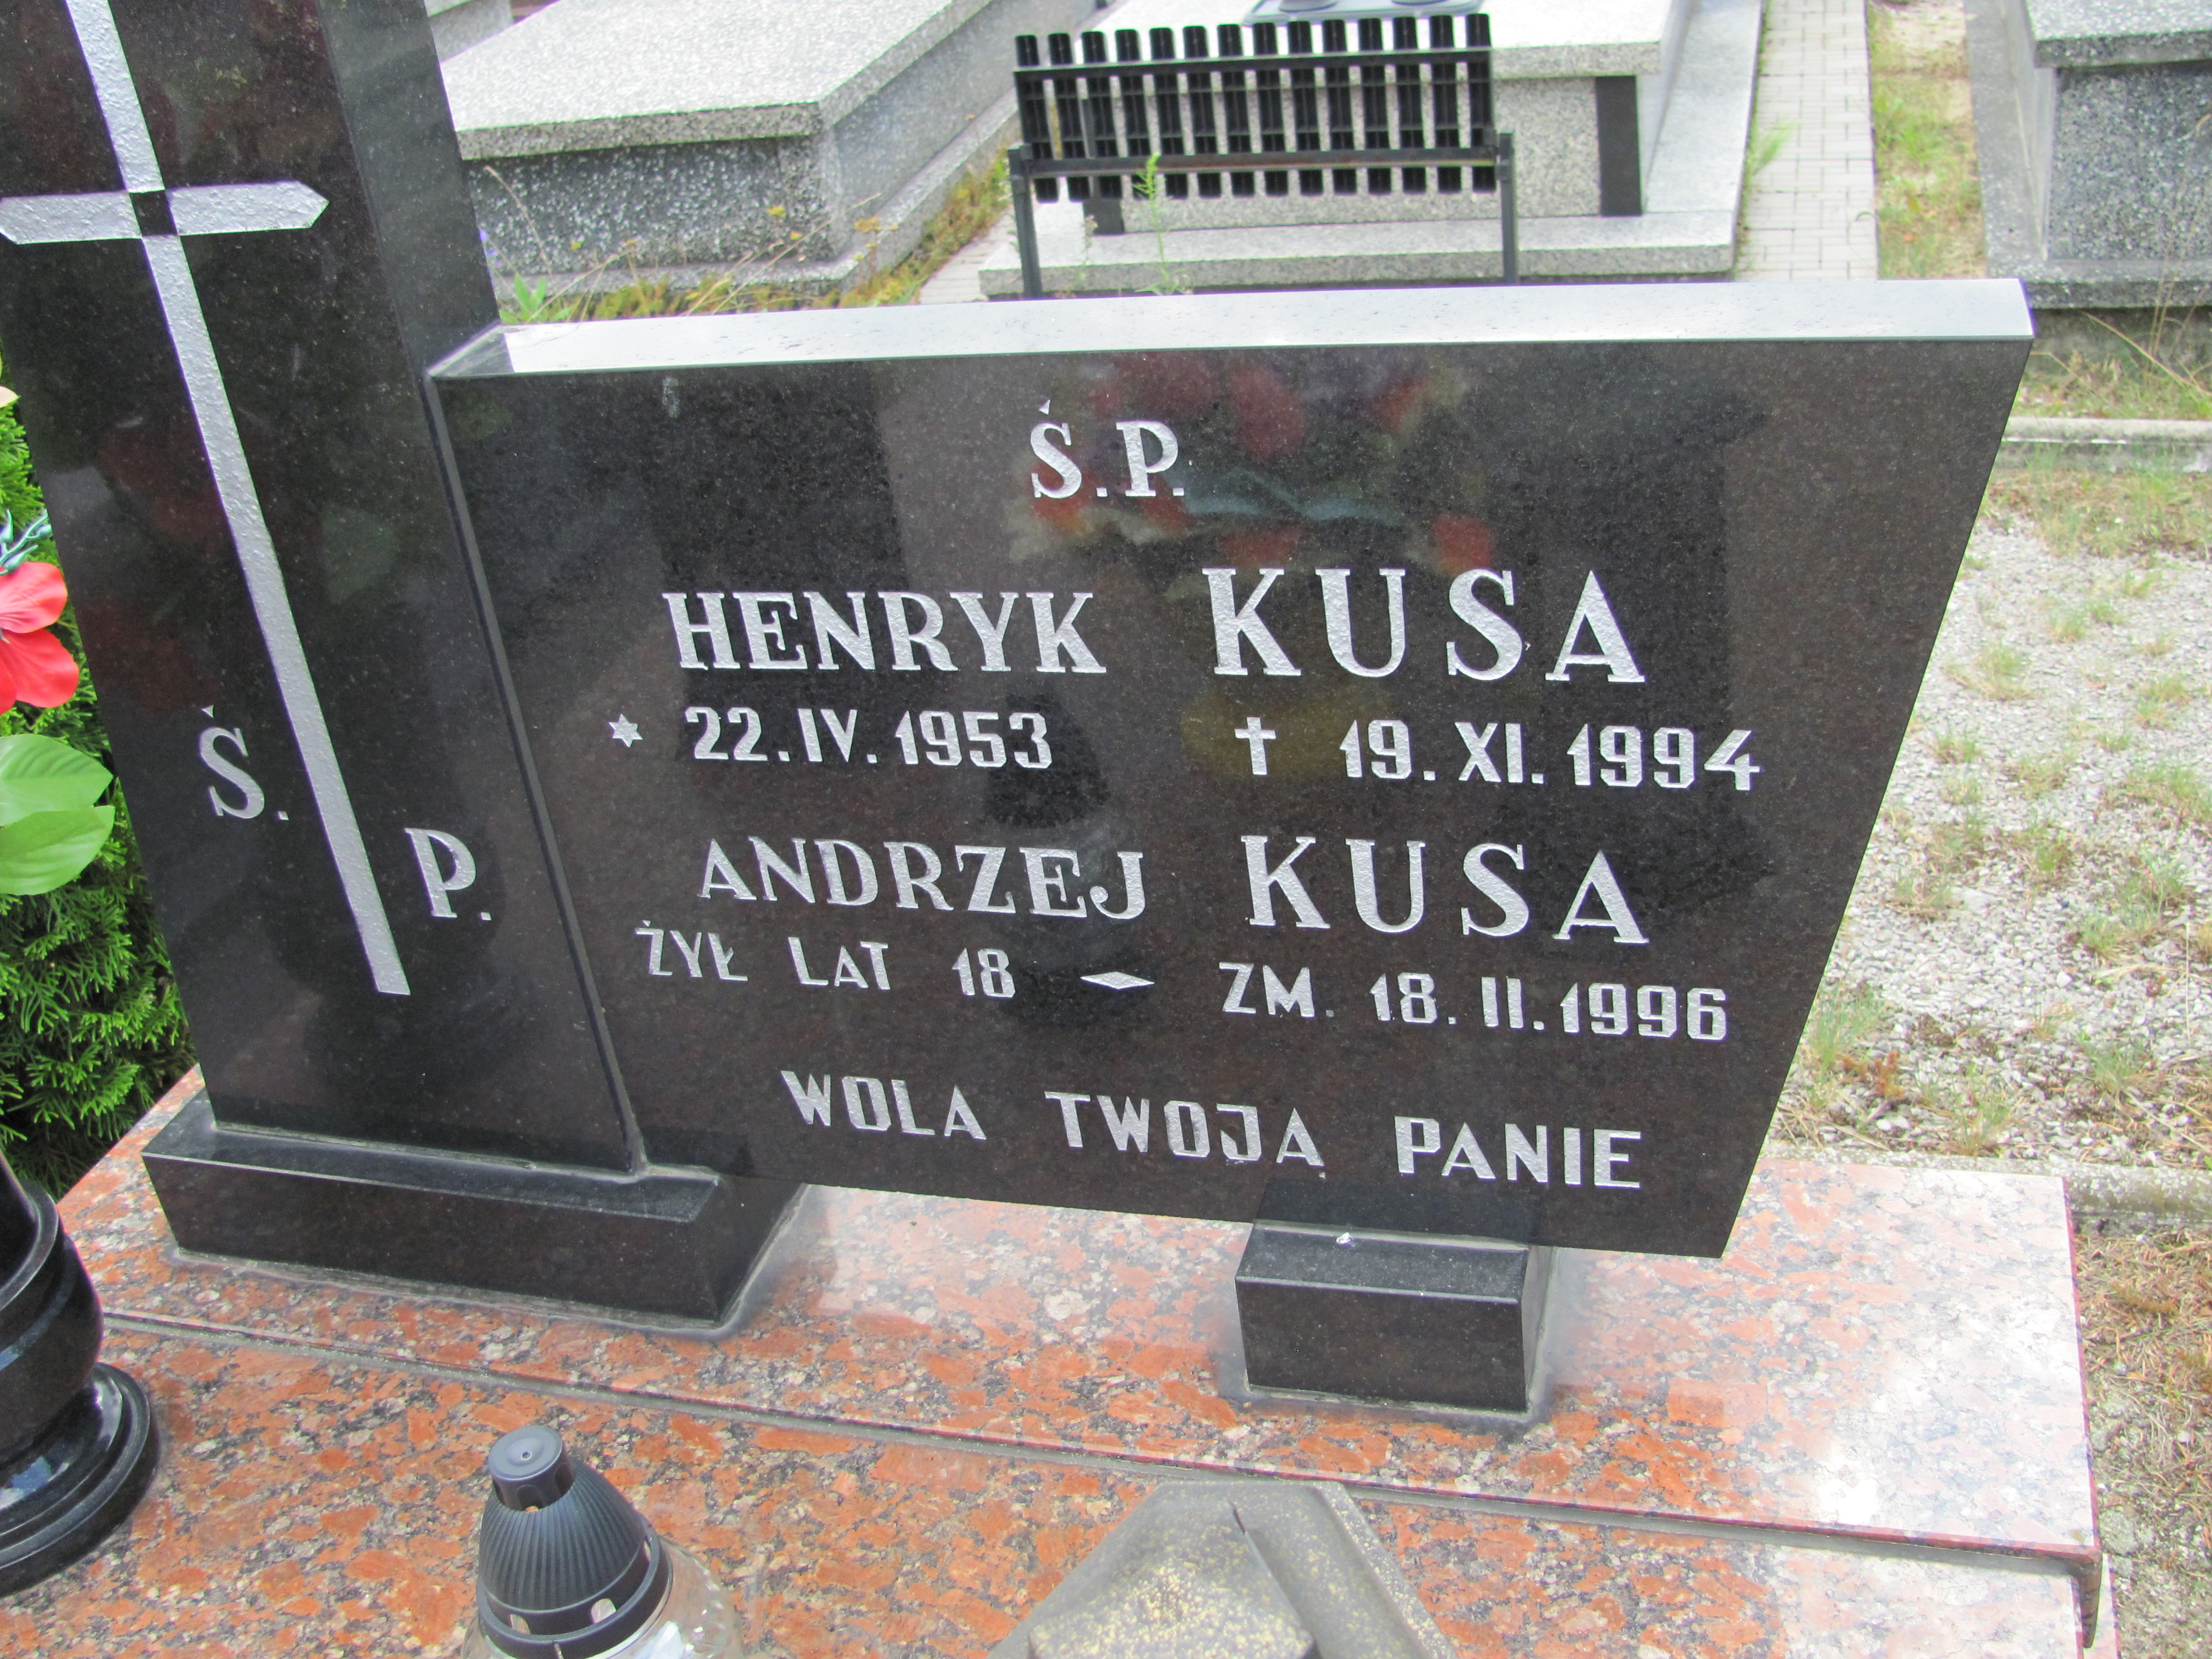 Ś.
P.
Ś.P.
HENRYK KUSA
* 22.IV.1953 † 19.XI.1994
ANDRZEJ KUSA
ŻYŁ LAT 18 – ZM. 18.II.1996
WOLA TWOJA PANIE